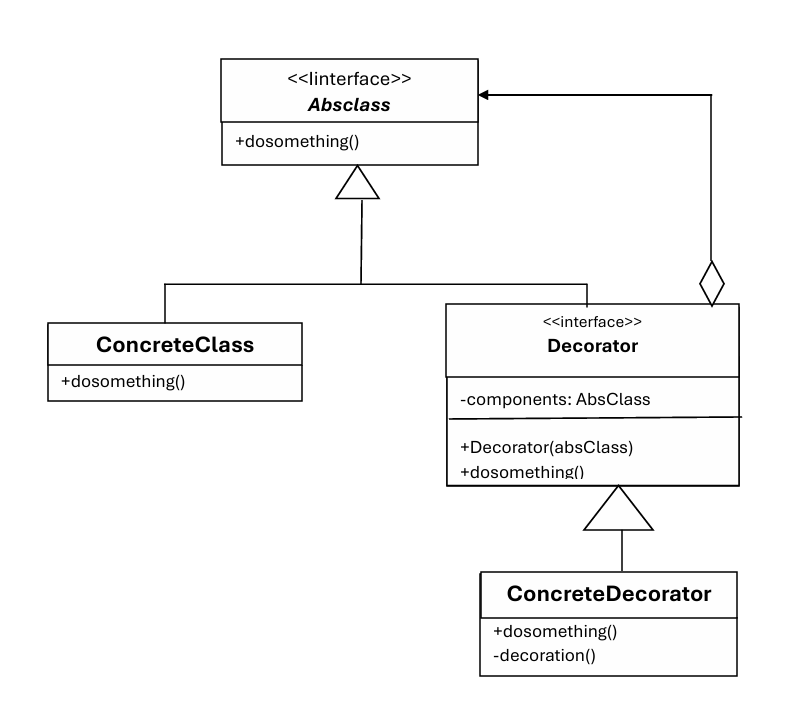 <<Iinterface>>
Absclass
+dosomething()
ConcreteClass
+dosomething()
<<interface>>
Decorator
-components: AbsClass
+Decorator(absClass)
+dosomething()
ConcreteDecorator
+dosomething()
-decoration()